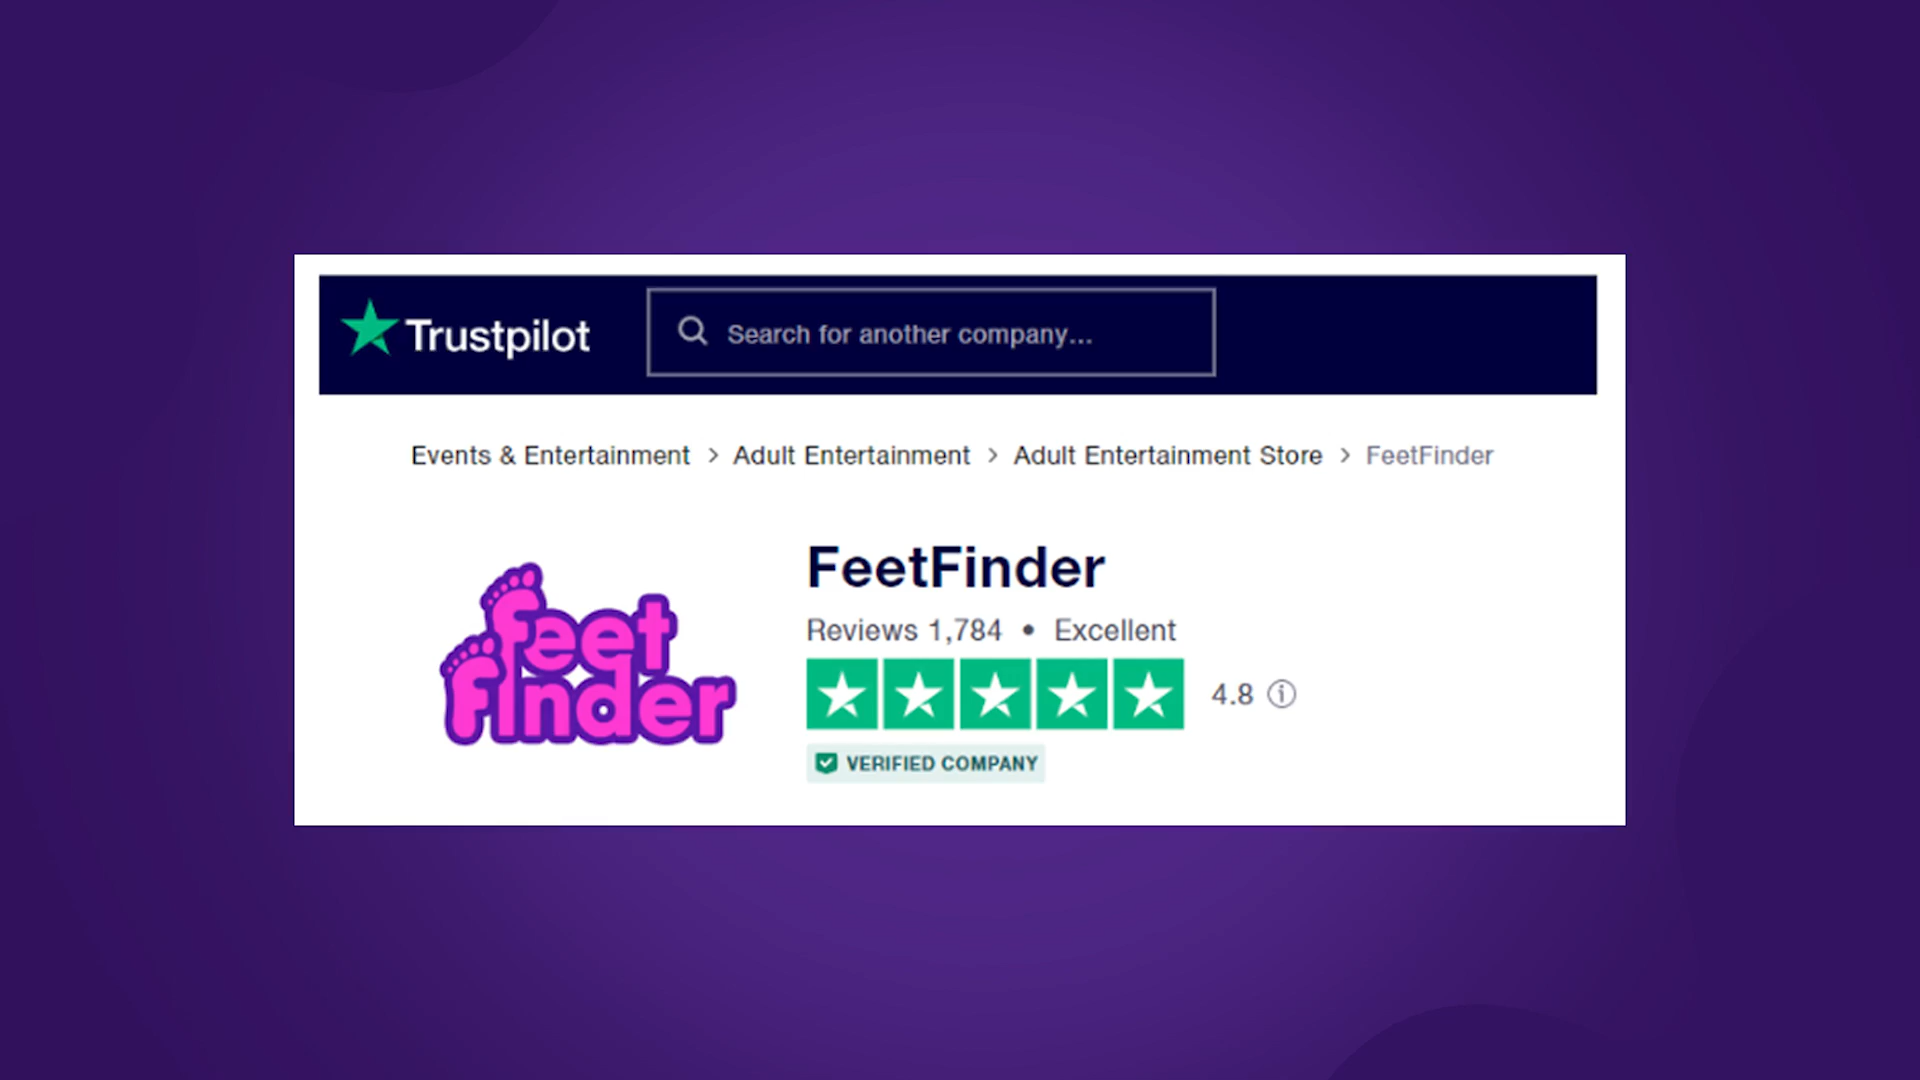 Trustpilot
Search for another company...
Events & Entertainment > Adult Entertainment > Adult Entertainment Store > FeetFinder
feet
finder
FeetFinder
Reviews 1,784 • Excellent
4.8
VERIFIED COMPANY